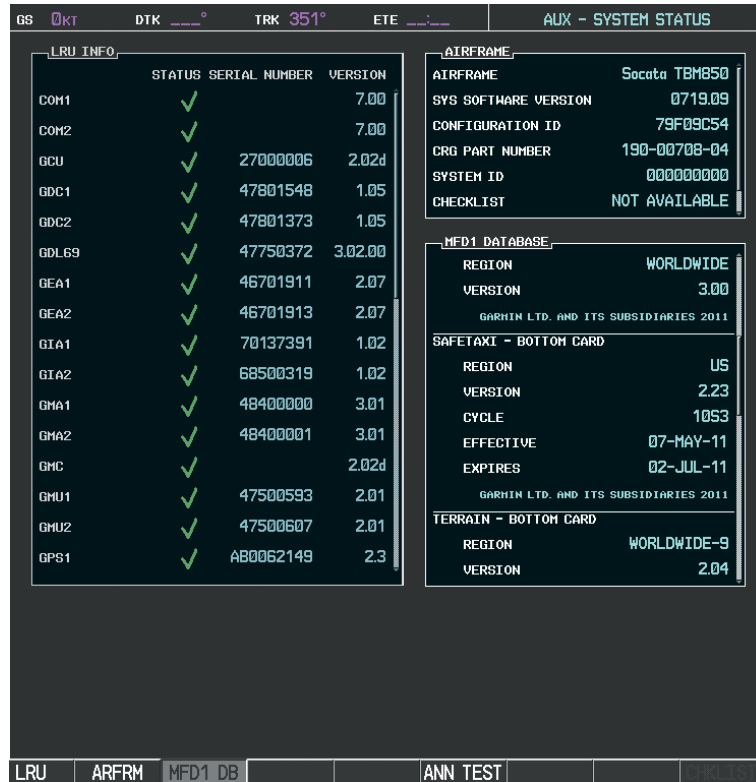 GS 0KT DTK ___° TRK 351° ETE __:__ AUX - SYSTEM STATUS
LRU INFO
STATUS SERIAL NUMBER VERSION
COM1 ✓ 7.00
COM2 ✓ 7.00
GCU ✓ 27000006 2.02d
GDC1 ✓ 47801548 1.05
GDC2 ✓ 47801373 1.05
GDL69 ✓ 47750372 3.02.00
GEA1 ✓ 46701911 2.07
GEA2 ✓ 46701913 2.07
GIA1 ✓ 70137391 1.02
GIA2 ✓ 68500319 1.02
GMA1 ✓ 48400000 3.01
GMA2 ✓ 48400001 3.01
GMC ✓ 2.02d
GMU1 ✓ 47500593 2.01
GMU2 ✓ 47500607 2.01
GPS1 ✓ AB0062149 2.3
AIRFRAME
AIRFRAME Socata TBM850
SYS SOFTWARE VERSION 0719.09
CONFIGURATION ID 79F09C54
CRG PART NUMBER 190-00708-04
SYSTEM ID 000000000
CHECKLIST NOT AVAILABLE
MFD1 DATABASE
REGION WORLDWIDE
VERSION 3.00
GARMIN LTD. AND ITS SUBSIDIARIES 2011
SAFETAXI - BOTTOM CARD
REGION US
VERSION 2.23
CYCLE 10S3
EFFECTIVE 07-MAY-11
EXPIRES 02-JUL-11
GARMIN LTD. AND ITS SUBSIDIARIES 2011
TERRAIN - BOTTOM CARD
REGION WORLDWIDE-9
VERSION 2.04
LRU ARFRM MFD1 DB ANN TEST CHKLIST